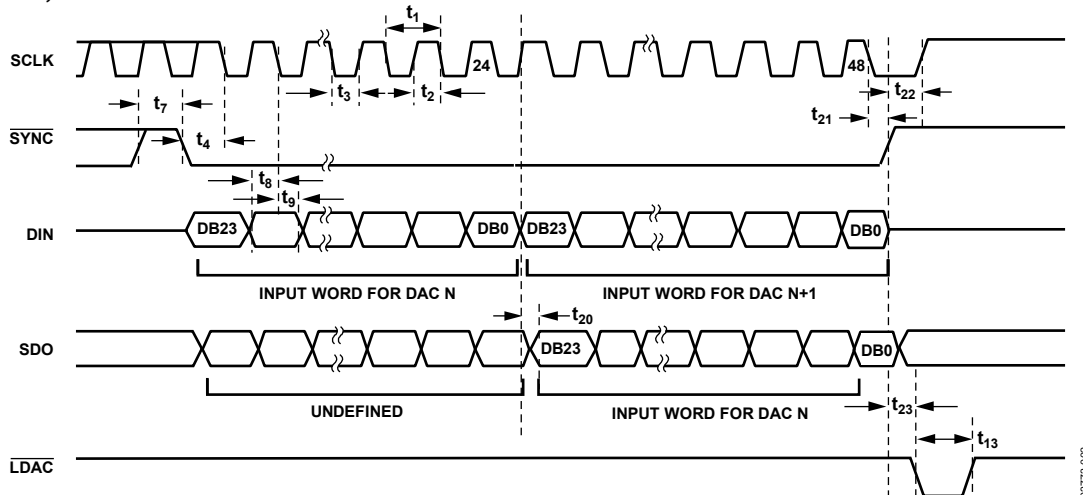 t1
SCLK
24
48
t3
t2
t22
t7
t21
SYNC
t4
t8
t9
DIN
DB23
DB0
DB23
DB0
INPUT WORD FOR DAC N
INPUT WORD FOR DAC N+1
t20
SDO
DB23
DB0
UNDEFINED
INPUT WORD FOR DAC N
t23
t13
LDAC